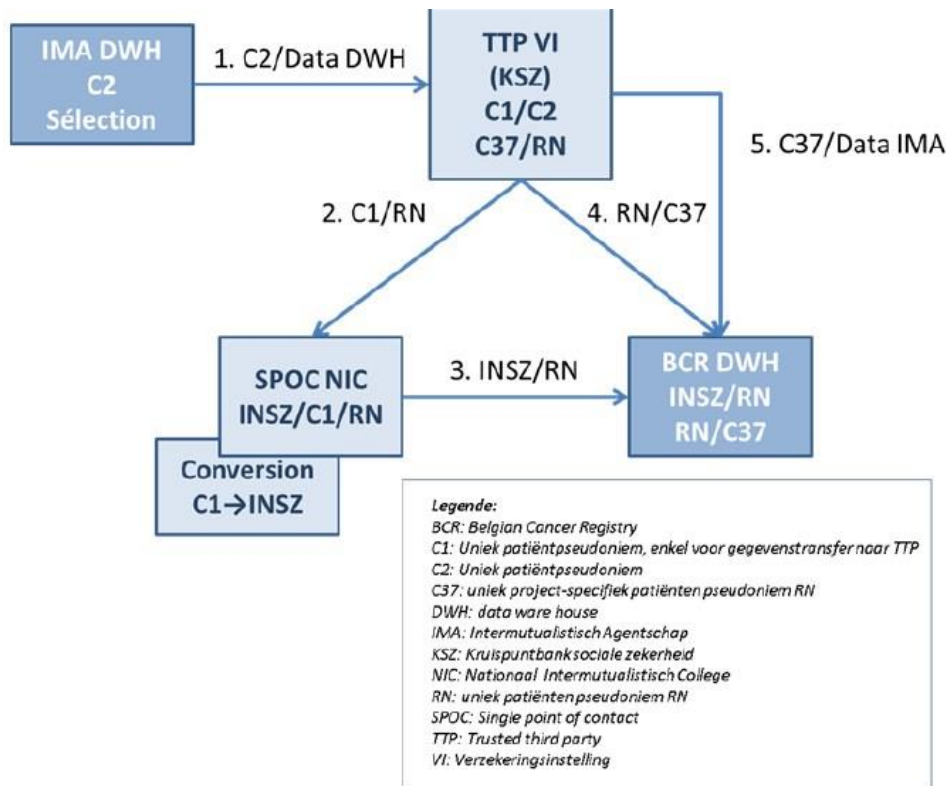 IMA DWH
C2
Sélection
1. C2/Data DWH
TTP VI
(KSZ)
C1/C2
C37/RN
5. C37/Data IMA
2. C1/RN
4. RN/C37
SPOC NIC
INSZ/C1/RN
3. INSZ/RN
BCR DWH
INSZ/RN
RN/C37
Conversion
C1→INSZ
Legende:
BCR: Belgian Cancer Registry
C1: Uniek patiëntpseudoniem, enkel voor gegevenstransfer naar TTP
C2: Uniek patiëntpseudoniem
C37: uniek project-specifiek patiënten pseudoniem RN
DWH: data ware house
IMA: Intermutualistisch Agentschap
KSZ: Kruispuntbank sociale zekerheid
NIC: Nationaal Intermutualistisch College
RN: uniek patiënten pseudoniem RN
SPOC: Single point of contact
TTP: Trusted third party
VI: Verzekeringsinstelling